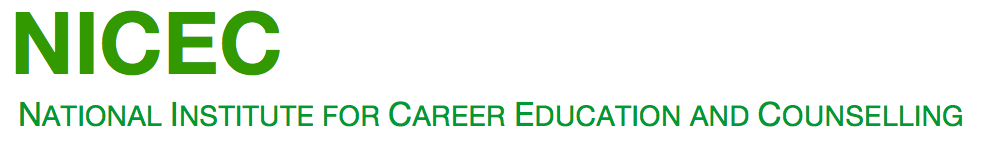 NICEC
NATIONAL INSTITUTE FOR CAREER EDUCATION AND COUNSELLING